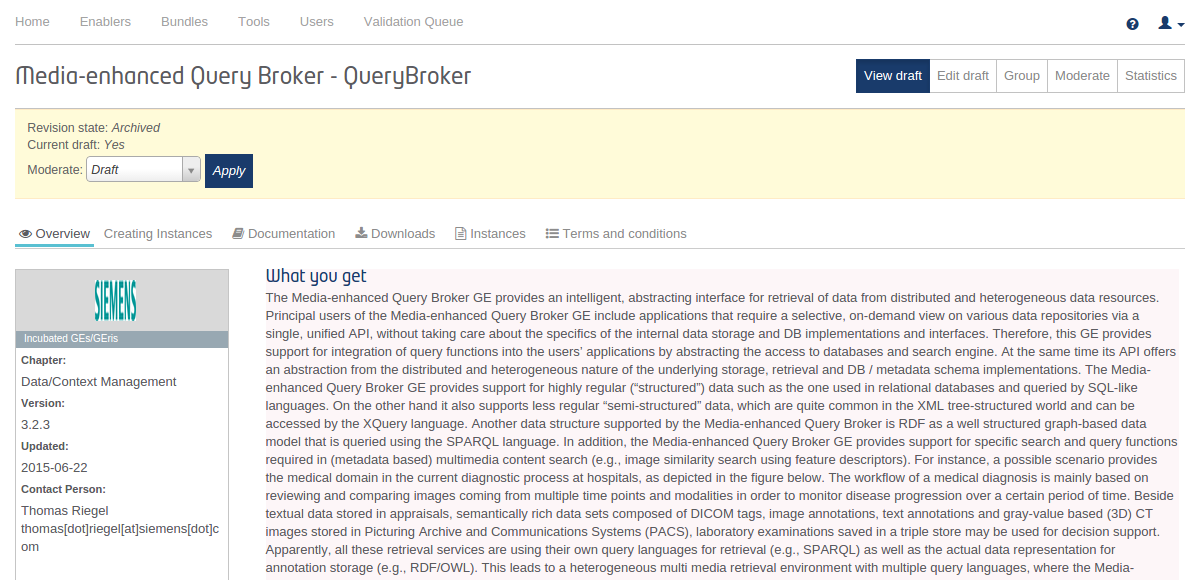 Home Enablers Bundles Tools Users Validation Queue
Media-enhanced Query Broker - QueryBroker
View draft Edit draft Group Moderate Statistics
Revision state: Archived
Current draft: Yes
Moderate: Draft Apply
Overview Creating Instances Documentation Downloads Instances Terms and conditions
SIEMENS
Incubated GEs/GEris
Chapter:
Data/Context Management
Version:
3.2.3
Updated:
2015-06-22
Contact Person:
Thomas Riegel
thomas[dot]riegel[at]siemens[dot]c
om
What you get
The Media-enhanced Query Broker GE provides an intelligent, abstracting interface for retrieval of data from distributed and heterogeneous data resources.
Principal users of the Media-enhanced Query Broker GE include applications that require a selective, on-demand view on various data repositories via a
single, unified API, without taking care about the specifics of the internal data storage and DB implementations and interfaces. Therefore, this GE provides
support for integration of query functions into the users’ applications by abstracting the access to databases and search engine. At the same time its API offers
an abstraction from the distributed and heterogeneous nature of the underlying storage, retrieval and DB / metadata schema implementations. The Media-
enhanced Query Broker GE provides support for highly regular (“structured”) data such as the one used in relational databases and queried by SQL-like
languages. On the other hand it also supports less regular “semi-structured” data, which are quite common in the XML tree-structured world and can be
accessed by the XQuery language. Another data structure supported by the Media-enhanced Query Broker is RDF as a well structured graph-based data
model that is queried using the SPARQL language. In addition, the Media-enhanced Query Broker GE provides support for specific search and query functions
required in (metadata based) multimedia content search (e.g., image similarity search using feature descriptors). For instance, a possible scenario provides
the medical domain in the current diagnostic process at hospitals, as depicted in the figure below. The workflow of a medical diagnosis is mainly based on
reviewing and comparing images coming from multiple time points and modalities in order to monitor disease progression over a certain period of time. Beside
textual data stored in appraisals, semantically rich data sets composed of DICOM tags, image annotations, text annotations and gray-value based (3D) CT
images stored in Picturing Archive and Communications Systems (PACS), laboratory examinations saved in a triple store may be used for decision support.
Apparently, all these retrieval services are using their own query languages for retrieval (e.g., SPARQL) as well as the actual data representation for
annotation storage (e.g., RDF/OWL). This leads to a heterogeneous multi media retrieval environment with multiple query languages, where the Media-